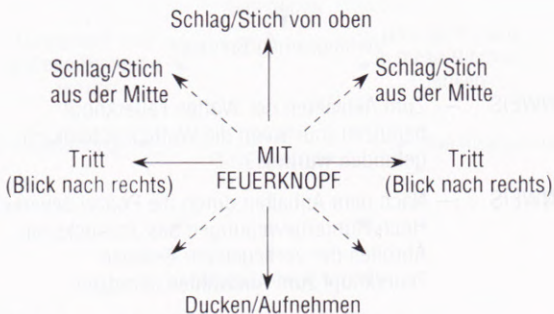 Schlag/Stich von oben
Schlag/Stich
aus der Mitte
Schlag/Stich
aus der Mitte
Tritt
(Blick nach rechts)
MIT
FEUERKNOPF
Tritt
(Blick nach rechts)
Ducken/Aufnehmen